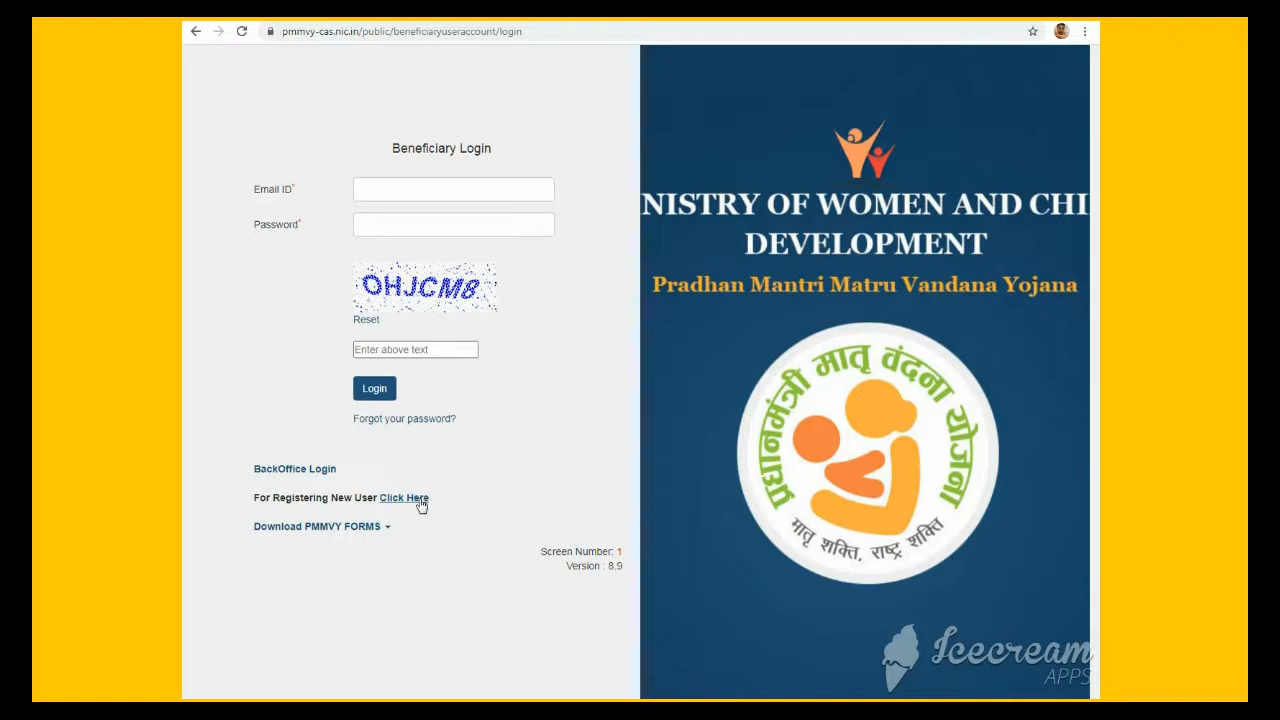 pmmvy-cas.nic.in/public/beneficiaryuseraccount/login
Beneficiary Login
Email ID*
Password*
OHJCM8
Reset
Enter above text
Login
Forgot your password?
BackOffice Login
For Registering New User Click Here
Download PMMVY FORMS
Screen Number: 1
Version : 8.9
NISTRY OF WOMEN AND CHI
DEVELOPMENT
Pradhan Mantri Matru Vandana Yojana
प्रधानमंत्री मातृ वंदना योजना
मातृ शक्ति, राष्ट्र शक्ति
Icecream
APPS